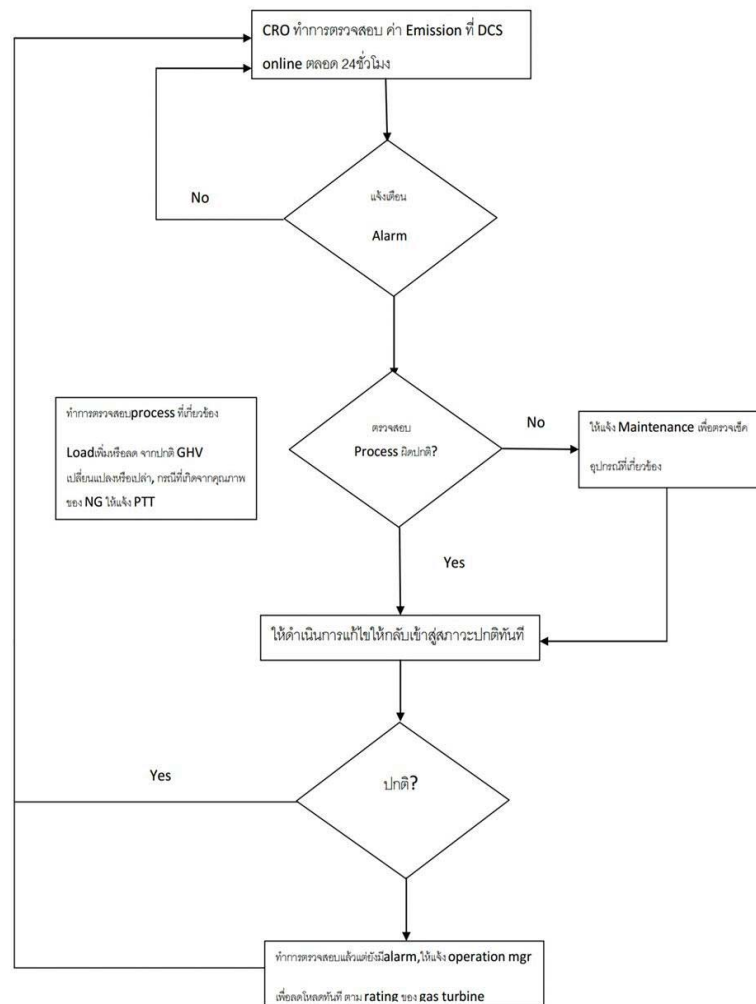 CRO ทำการตรวจสอบ ค่า Emission ที่ DCS
online ตลอด 24ชั่วโมง
No
แจ้งเตือน
Alarm
ทำการตรวจสอบprocess ที่เกี่ยวข้อง
Loadเพิ่มหรือลด จากปกติ GHV
เปลี่ยนแปลงหรือเปล่า, กรณีที่เกิดจากคุณภาพ
ของ NG ให้แจ้ง PTT
ตรวจสอบ
Process ผิดปกติ?
No
ให้แจ้ง Maintenance เพื่อตรวจเช็ค
อุปกรณ์ที่เกี่ยวข้อง
Yes
ให้ดำเนินการแก้ไขให้กลับเข้าสู่สภาวะปกติทันที
Yes
ปกติ?
ทำการตรวจสอบแล้วแต่ยังมีalarm,ให้แจ้ง operation mgr
เพื่อลดโหลดทันที ตาม rating ของ gas turbine